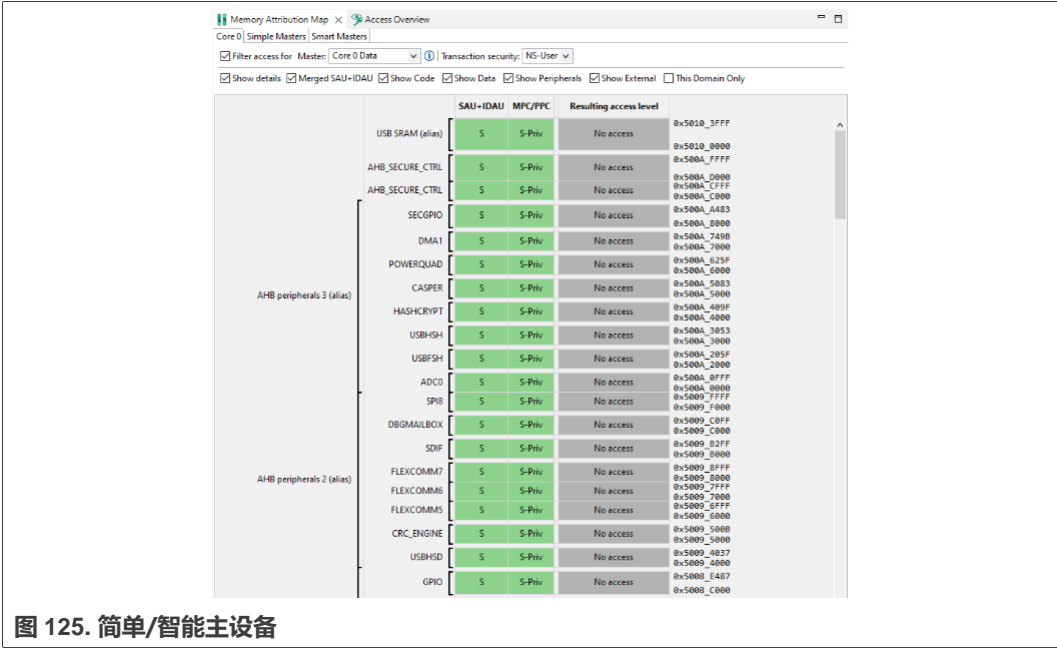 Memory Attribution Map Access Overview
Core 0 Simple Masters Smart Masters
Filter access for Master: Core 0 Data Transaction security: NS-User
Show details Merged SAU+IDAU Show Code Show Data Show Peripherals Show External This Domain Only
SAU+IDAU MPC/PPC Resulting access level
0x5010_3FFF
USB SRAM (alias) S S-Priv No access
0x5010_0000
0x500A_FFFF
AHB_SECURE_CTRL S S-Priv No access
0x500A_D000
0x500A_CFFF
AHB_SECURE_CTRL S S-Priv No access
0x500A_C000
0x500A_A483
SECGPIO S S-Priv No access
0x500A_8000
0x500A_749B
DMA1 S S-Priv No access
0x500A_7000
0x500A_625F
POWERQUAD S S-Priv No access
0x500A_6000
0x500A_5083
CASPER S S-Priv No access
0x500A_5000
AHB peripherals 3 (alias)
0x500A_409F
HASHCRYPT S S-Priv No access
0x500A_4000
0x500A_3053
USBHSH S S-Priv No access
0x500A_3000
0x500A_205F
USBFSH S S-Priv No access
0x500A_2000
0x500A_0FFF
ADC0 S S-Priv No access
0x500A_0000
0x5009_FFFF
SPI8 S S-Priv No access
0x5009_F000
0x5009_C0FF
DBGMAILBOX S S-Priv No access
0x5009_C000
0x5009_B2FF
SDIF S S-Priv No access
0x5009_B000
0x5009_8FFF
FLEXCOMM7 S S-Priv No access
0x5009_8000
AHB peripherals 2 (alias)
0x5009_7FFF
FLEXCOMM6 S S-Priv No access
0x5009_7000
0x5009_6FFF
FLEXCOMM5 S S-Priv No access
0x5009_6000
0x5009_500B
CRC_ENGINE S S-Priv No access
0x5009_5000
0x5009_4037
USBHSD S S-Priv No access
0x5009_4000
0x5008_E487
GPIO S S-Priv No access
0x5008_C000
图 125. 简单/智能主设备